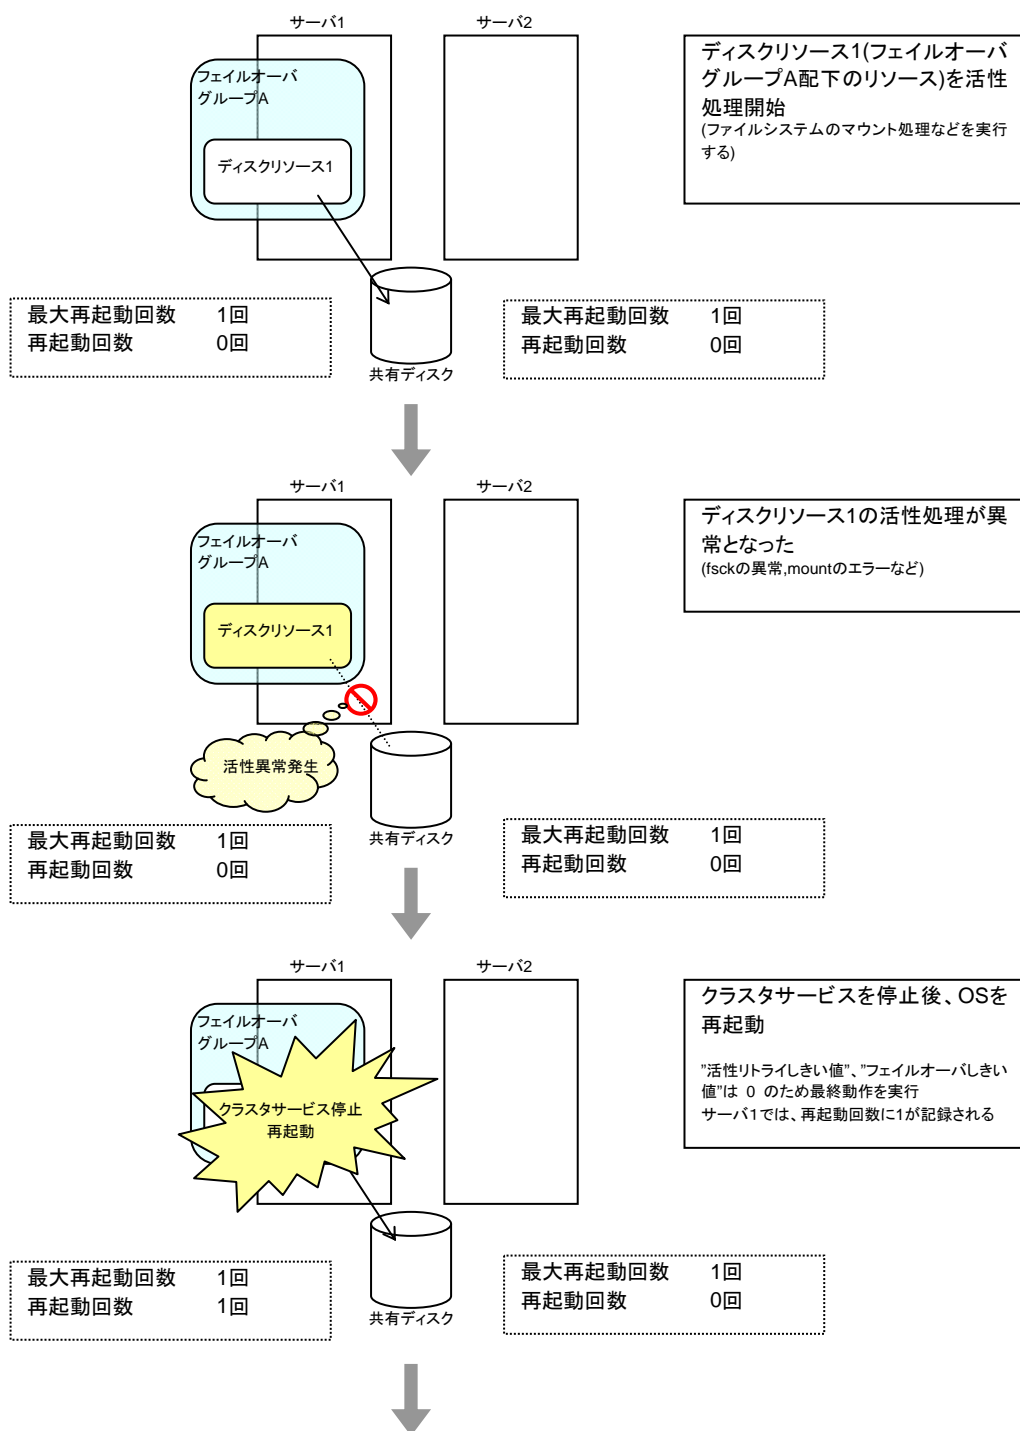 サーバ1
サーバ2
フェイルオーバ
グループA
ディスクリソース1
ディスクリソース1(フェイルオーバ
グループA配下のリソース)を活性
処理開始
(ファイルシステムのマウント処理などを実行
する)
最大再起動回数 1回
再起動回数 0回
共有ディスク
最大再起動回数 1回
再起動回数 0回
サーバ1
サーバ2
フェイルオーバ
グループA
ディスクリソース1
活性異常発生
ディスクリソース1の活性処理が異
常となった
(fsckの異常,mountのエラーなど)
最大再起動回数 1回
再起動回数 0回
共有ディスク
最大再起動回数 1回
再起動回数 0回
サーバ1
サーバ2
フェイルオーバ
グループA
クラスタサービス停止
再起動
クラスタサービスを停止後、OSを
再起動
”活性リトライしきい値”、”フェイルオーバしきい
値”は 0 のため最終動作を実行
サーバ1では、再起動回数に1が記録される
最大再起動回数 1回
再起動回数 1回
共有ディスク
最大再起動回数 1回
再起動回数 0回